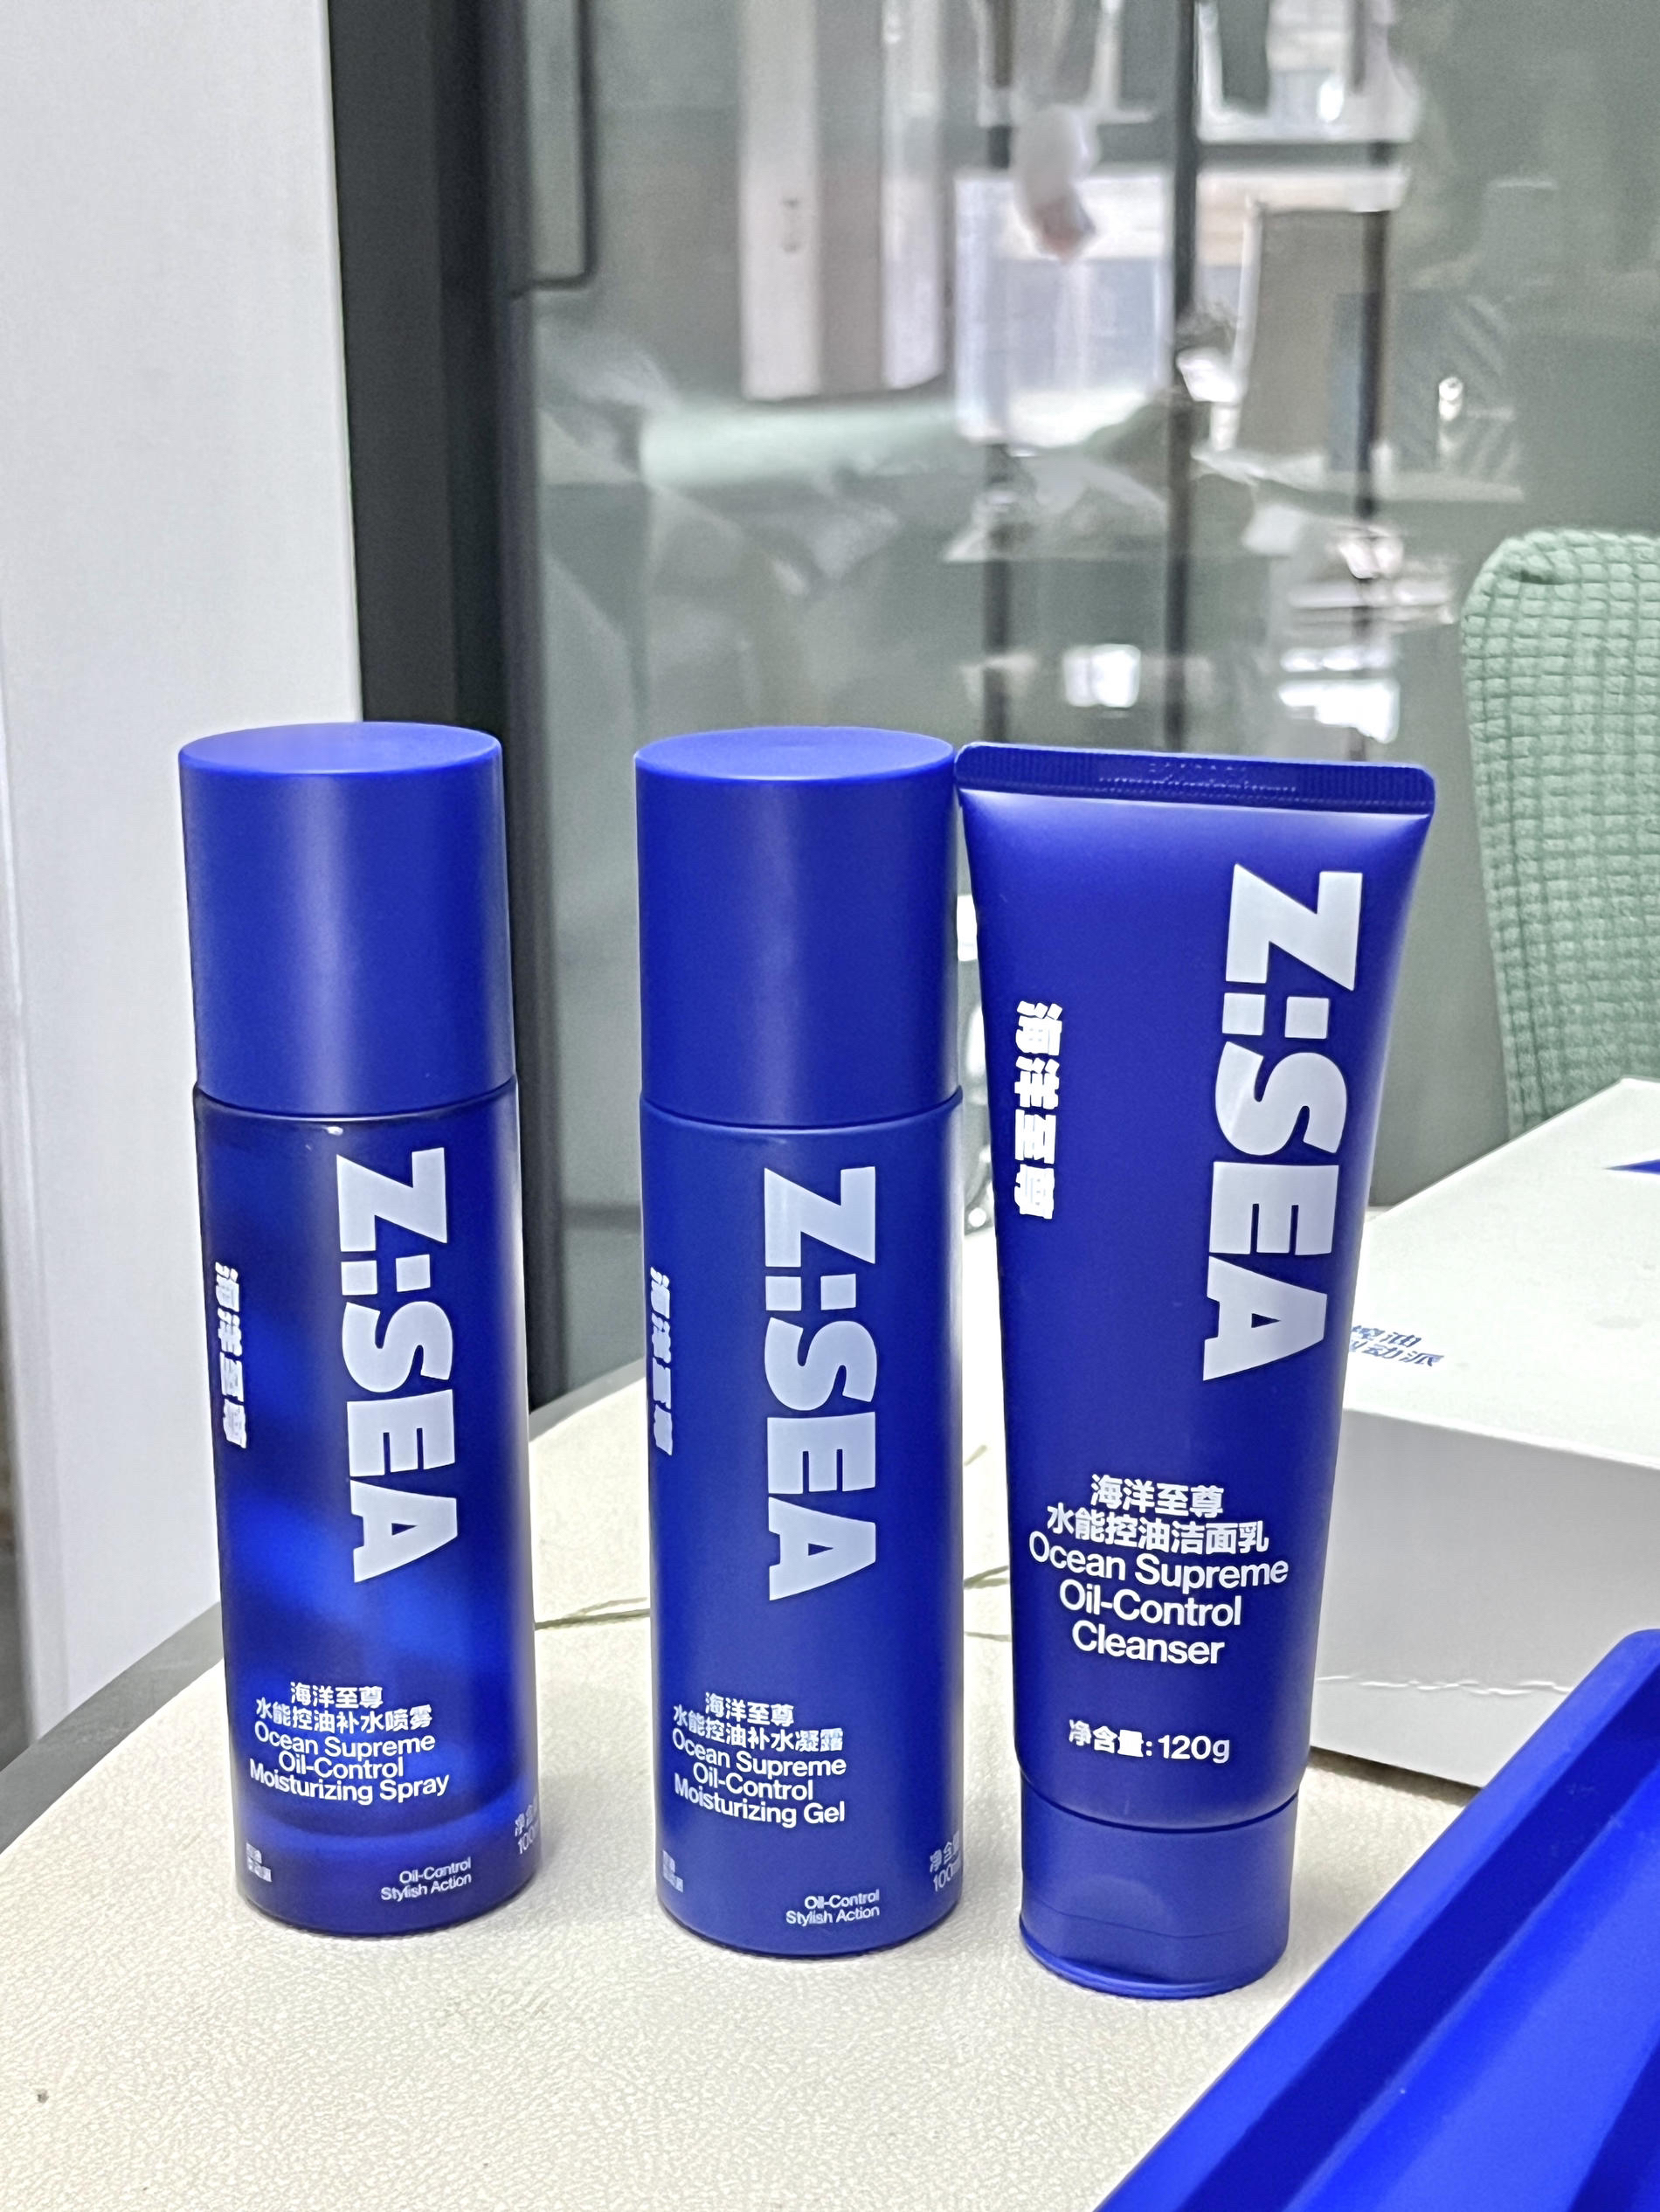 Z:SEA
海洋至尊
海洋至尊
水能控油补水喷雾
Ocean Supreme
Oil-Control
Moisturizing Spray
Oil-Control
Stylish Action
Z:SEA
海洋至尊
海洋至尊
水能控油补水凝露
Ocean Supreme
Oil-Control
Moisturizing Gel
Oil-Control
Stylish Action
Z:SEA
海洋至尊
海洋至尊
水能控油洁面乳
Ocean Supreme
Oil-Control
Cleanser
净含量: 120g
控油